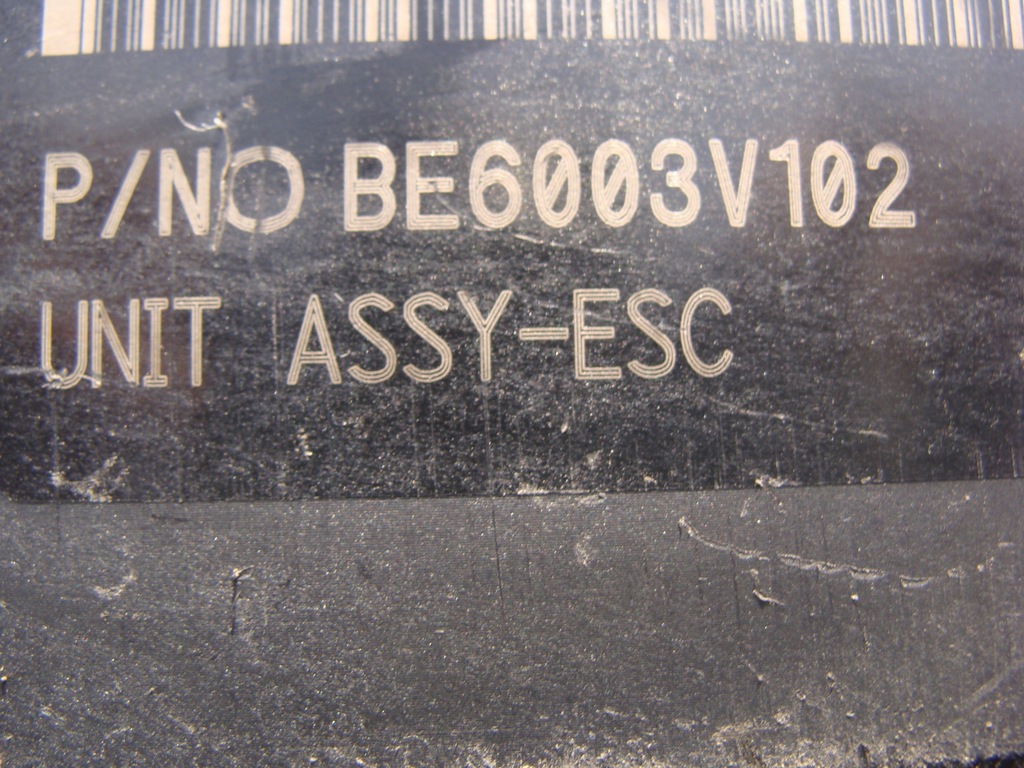 P/NO BE6003V102
UNIT ASSY-ESC